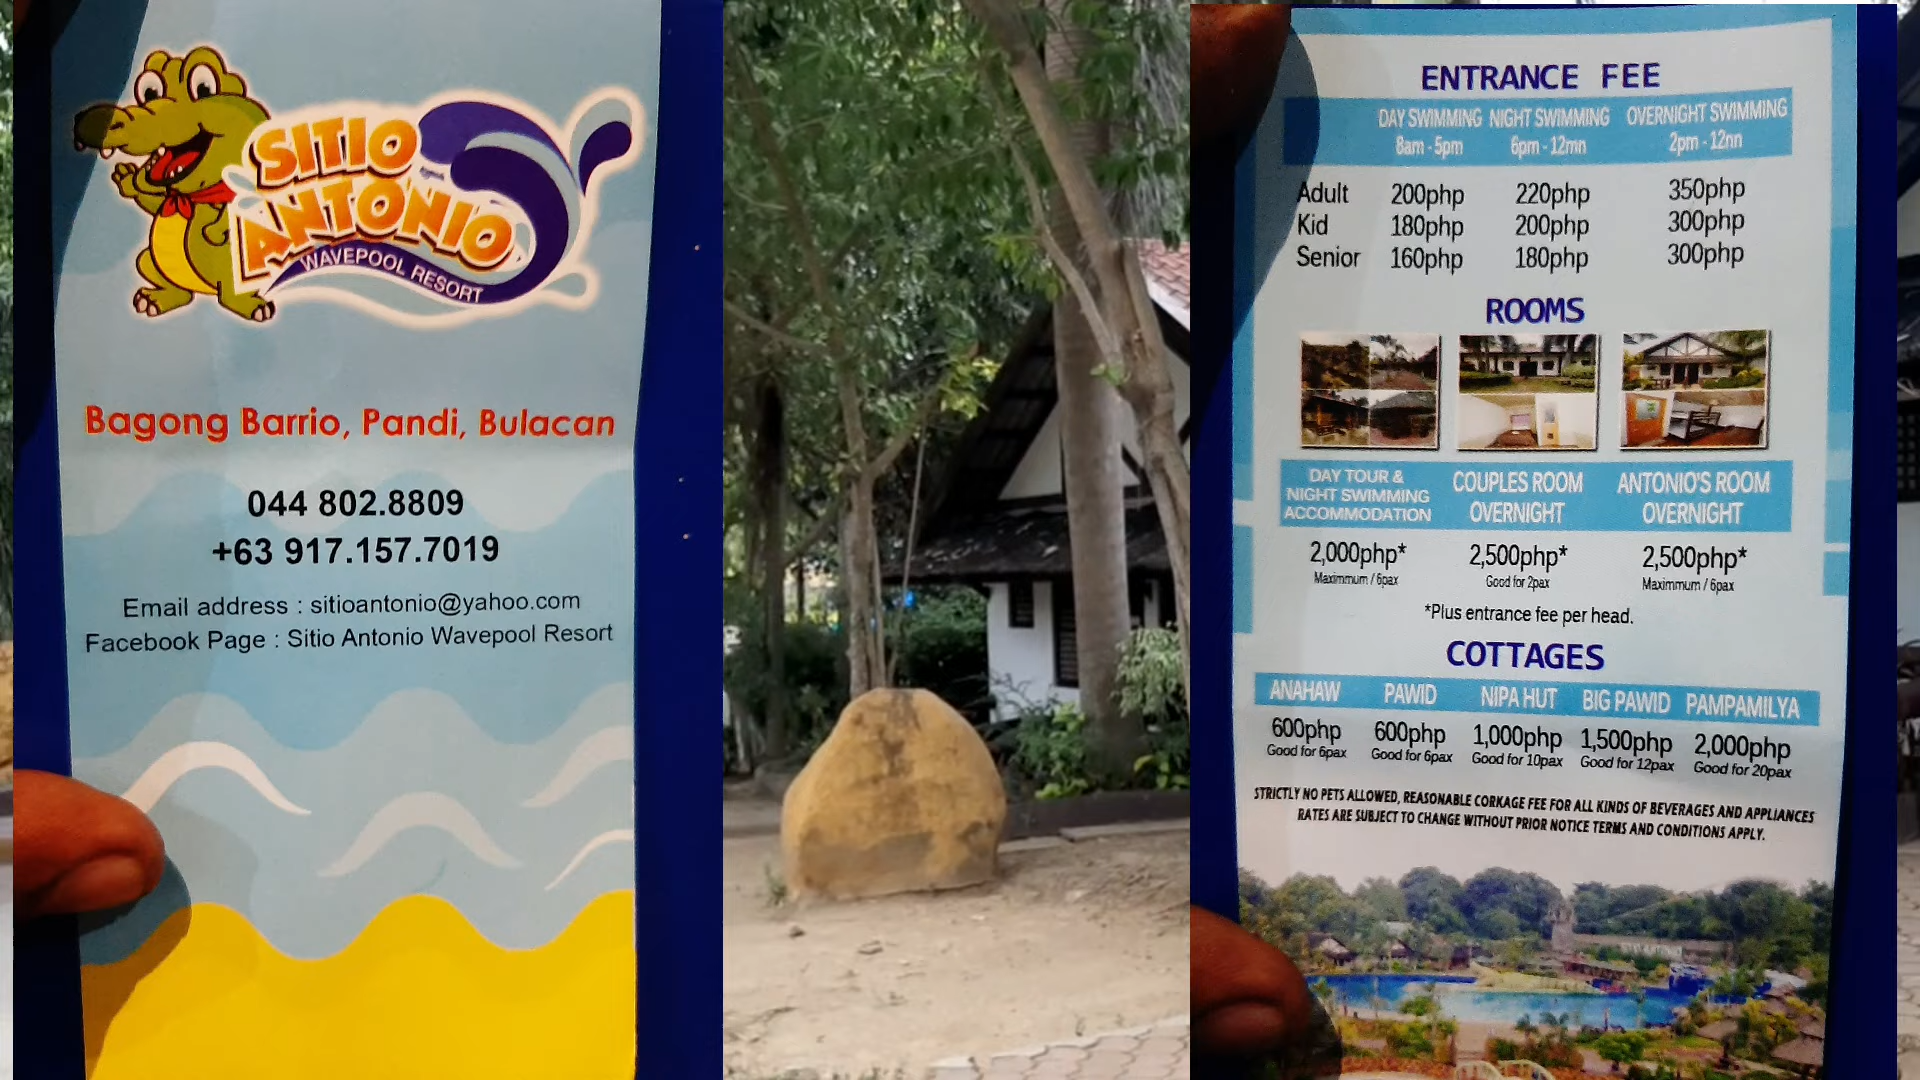 SITIO
ANTONIO
WAVEPOOL RESORT
Bagong Barrio, Pandi, Bulacan
044 802.8809
+63 917.157.7019
Email address : sitioantonio@yahoo.com
Facebook Page : Sitio Antonio Wavepool Resort
ENTRANCE FEE
DAY SWIMMING NIGHT SWIMMING OVERNIGHT SWIMMING
8am - 5pm 6pm - 12mn 2pm - 12nn
Adult 200php 220php 350php
Kid 180php 200php 300php
Senior 160php 180php 300php
ROOMS
DAY TOUR &
NIGHT SWIMMING
ACCOMMODATION
2,000php*
Maximmum / 6pax
COUPLES ROOM
OVERNIGHT
2,500php*
Good for 2pax
ANTONIO'S ROOM
OVERNIGHT
2,500php*
Maximmum / 6pax
*Plus entrance fee per head.
COTTAGES
ANAHAW PAWID NIPA HUT BIG PAWID PAMPAMILYA
600php 600php 1,000php 1,500php 2,000php
Good for 6pax Good for 6pax Good for 10pax Good for 12pax Good for 20pax
STRICTLY NO PETS ALLOWED, REASONABLE CORKAGE FEE FOR ALL KINDS OF BEVERAGES AND APPLIANCES
RATES ARE SUBJECT TO CHANGE WITHOUT PRIOR NOTICE TERMS AND CONDITIONS APPLY.